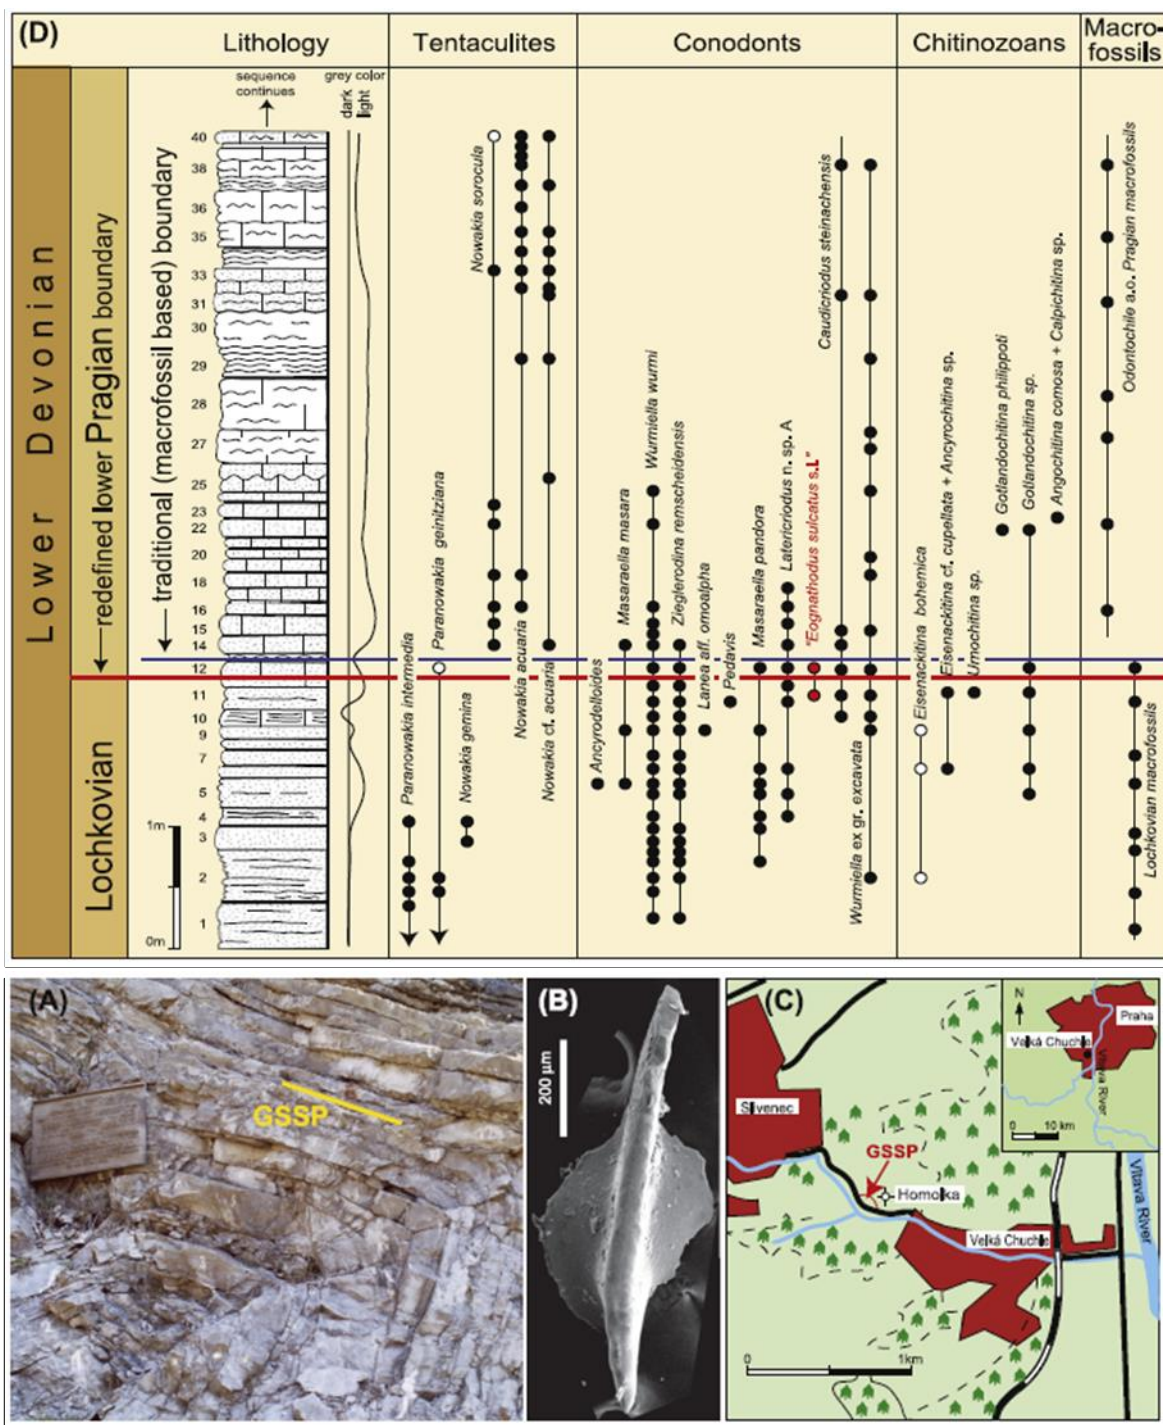 (D)
Lithology
Tentaculites
Conodonts
Chitinozoans
Macro-
fossils
Lower Devonian
Lochkovian
redefined lower Pragian boundary
traditional (macrofossil based) boundary
sequence
continues
grey color
dark
light
40
38
36
35
33
31
30
29
28
27
25
23
22
20
18
16
15
14
12
11
10
9
7
5
4
3
2
1
1m
0m
Paranowakia intermedia
Paranowakia geinitziana
Nowakia gemina
Nowakia sorocula
Nowakia acuaria
Nowakia cf. acuaria
Ancyrodelloides
Masaraella masara
Wurmiella wurmi
Zieglerodina remscheidensis
Lanea aff. omoalpha
Pedavis
Masaraella pandora
Latericriodus n. sp. A
"Eognathodus sulcatus s.l."
Caudicriodus steinachensis
Wurmiella ex gr. excavata
Eisenackitina bohemica
Eisenackitina cf. cupellata + Ancyrochitina sp.
Urnochitina sp.
Gotlandochitina philippoti
Gotlandochitina sp.
Angochitina comosa + Calpichitina sp.
Odontochile a.o. Pragian macrofossils
Lochkovian macrofossils
(A)
GSSP
(B)
200 µm
(C)
N
Praha
Velká Chuchle
Vltava River
0 10 km
Slivenec
GSSP
Homolka
Velká Chuchle
Vltava River
0 1km